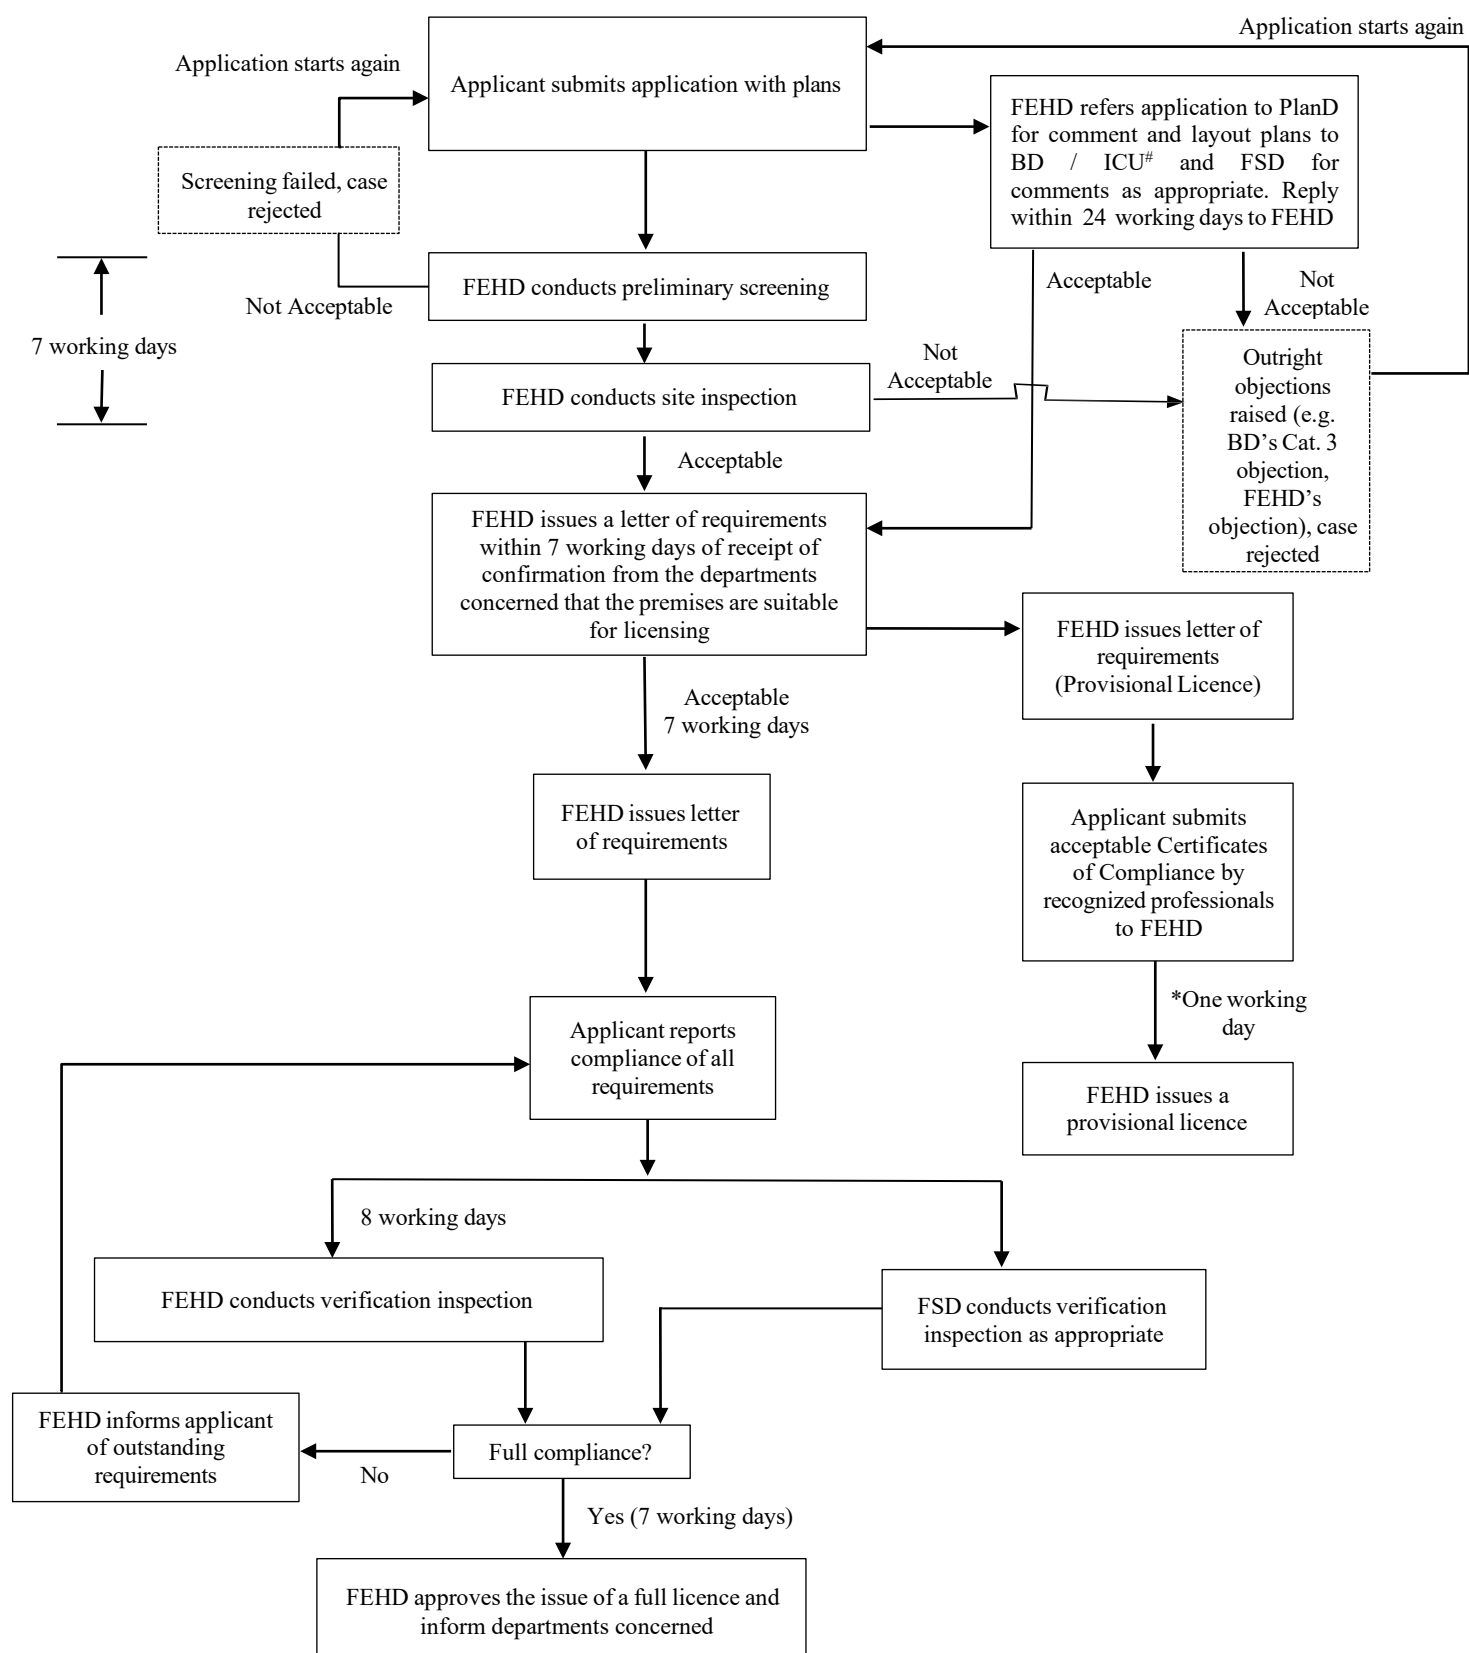 Application starts again
Application starts again
Applicant submits application with plans
FEHD refers application to PlanD
for comment and layout plans to
BD / ICU# and FSD for
comments as appropriate. Reply
within 24 working days to FEHD
Screening failed, case
rejected
Not Acceptable
FEHD conducts preliminary screening
Acceptable
Not
Acceptable
7 working days
FEHD conducts site inspection
Not
Acceptable
Outright
objections
raised (e.g.
BD's Cat. 3
objection,
FEHD's
objection), case
rejected
Acceptable
FEHD issues a letter of requirements
within 7 working days of receipt of
confirmation from the departments
concerned that the premises are suitable
for licensing
FEHD issues letter of
requirements
(Provisional Licence)
Acceptable
7 working days
FEHD issues letter
of requirements
Applicant submits
acceptable Certificates
of Compliance by
recognized professionals
to FEHD
*One working
day
Applicant reports
compliance of all
requirements
FEHD issues a
provisional licence
8 working days
FEHD conducts verification inspection
FSD conducts verification
inspection as appropriate
FEHD informs applicant
of outstanding
requirements
No
Full compliance?
Yes (7 working days)
FEHD approves the issue of a full licence and
inform departments concerned